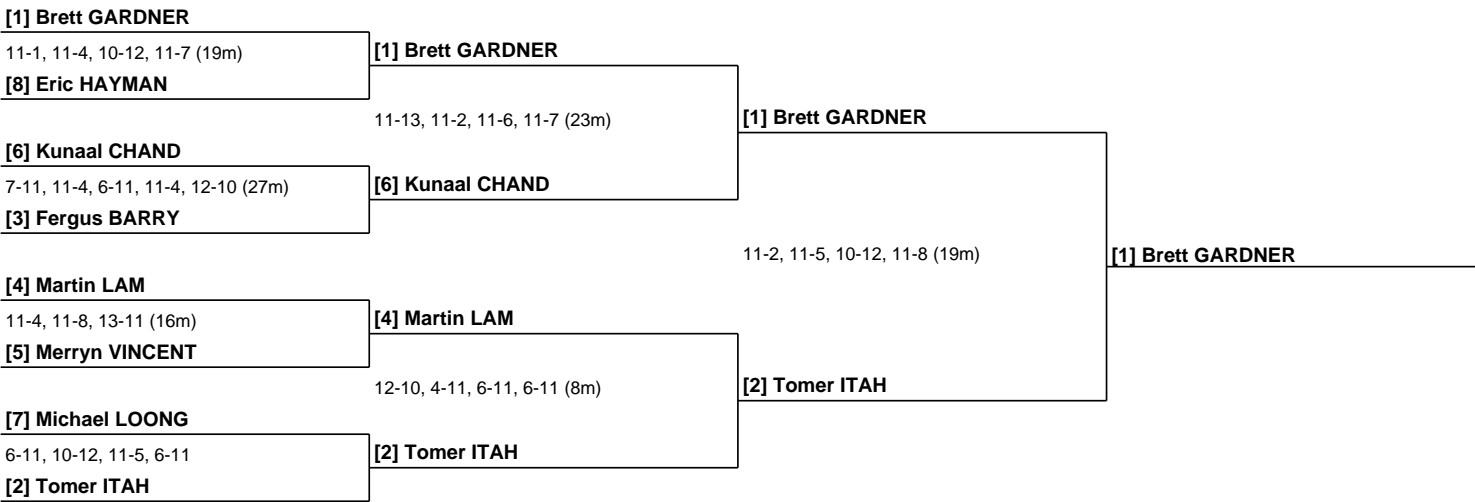 [1] Brett GARDNER
11-1, 11-4, 10-12, 11-7 (19m)
[1] Brett GARDNER
[8] Eric HAYMAN
11-13, 11-2, 11-6, 11-7 (23m)
[1] Brett GARDNER
[6] Kunaal CHAND
7-11, 11-4, 6-11, 11-4, 12-10 (27m)
[6] Kunaal CHAND
[3] Fergus BARRY
11-2, 11-5, 10-12, 11-8 (19m)
[1] Brett GARDNER
[4] Martin LAM
11-4, 11-8, 13-11 (16m)
[4] Martin LAM
[5] Merryn VINCENT
12-10, 4-11, 6-11, 6-11 (8m)
[2] Tomer ITAH
[7] Michael LOONG
6-11, 10-12, 11-5, 6-11
[2] Tomer ITAH
[2] Tomer ITAH